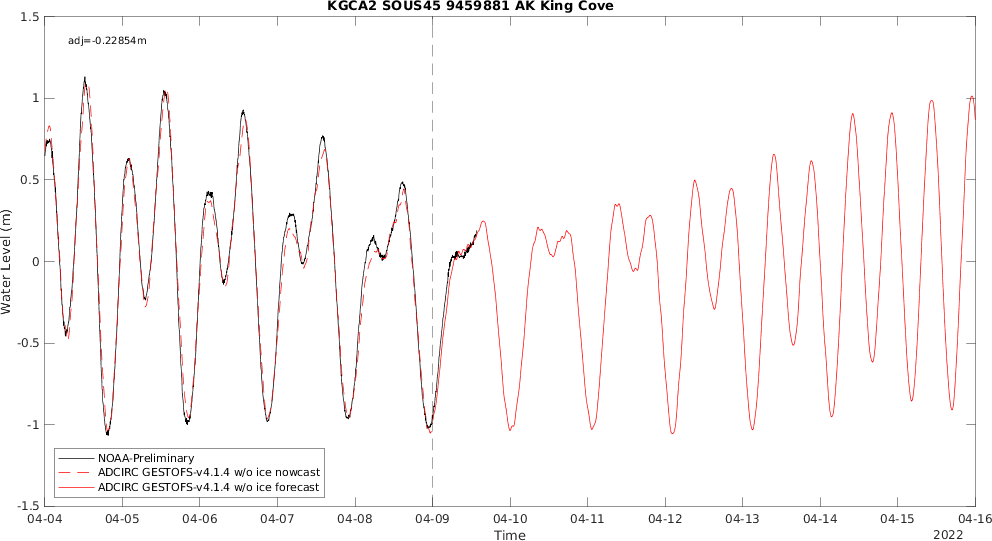 KGCA2 SOUS45 9459881 AK King Cove
adj=-0.22854m
1.5
1
0.5
0
-0.5
-1
-1.5
Water Level (m)
NOAA-Preliminary
ADCIRC GESTOFS-v4.1.4 w/o ice nowcast
ADCIRC GESTOFS-v4.1.4 w/o ice forecast
04-04 04-05 04-06 04-07 04-08 04-09 04-10 04-11 04-12 04-13 04-14 04-15 04-16
Time
2022